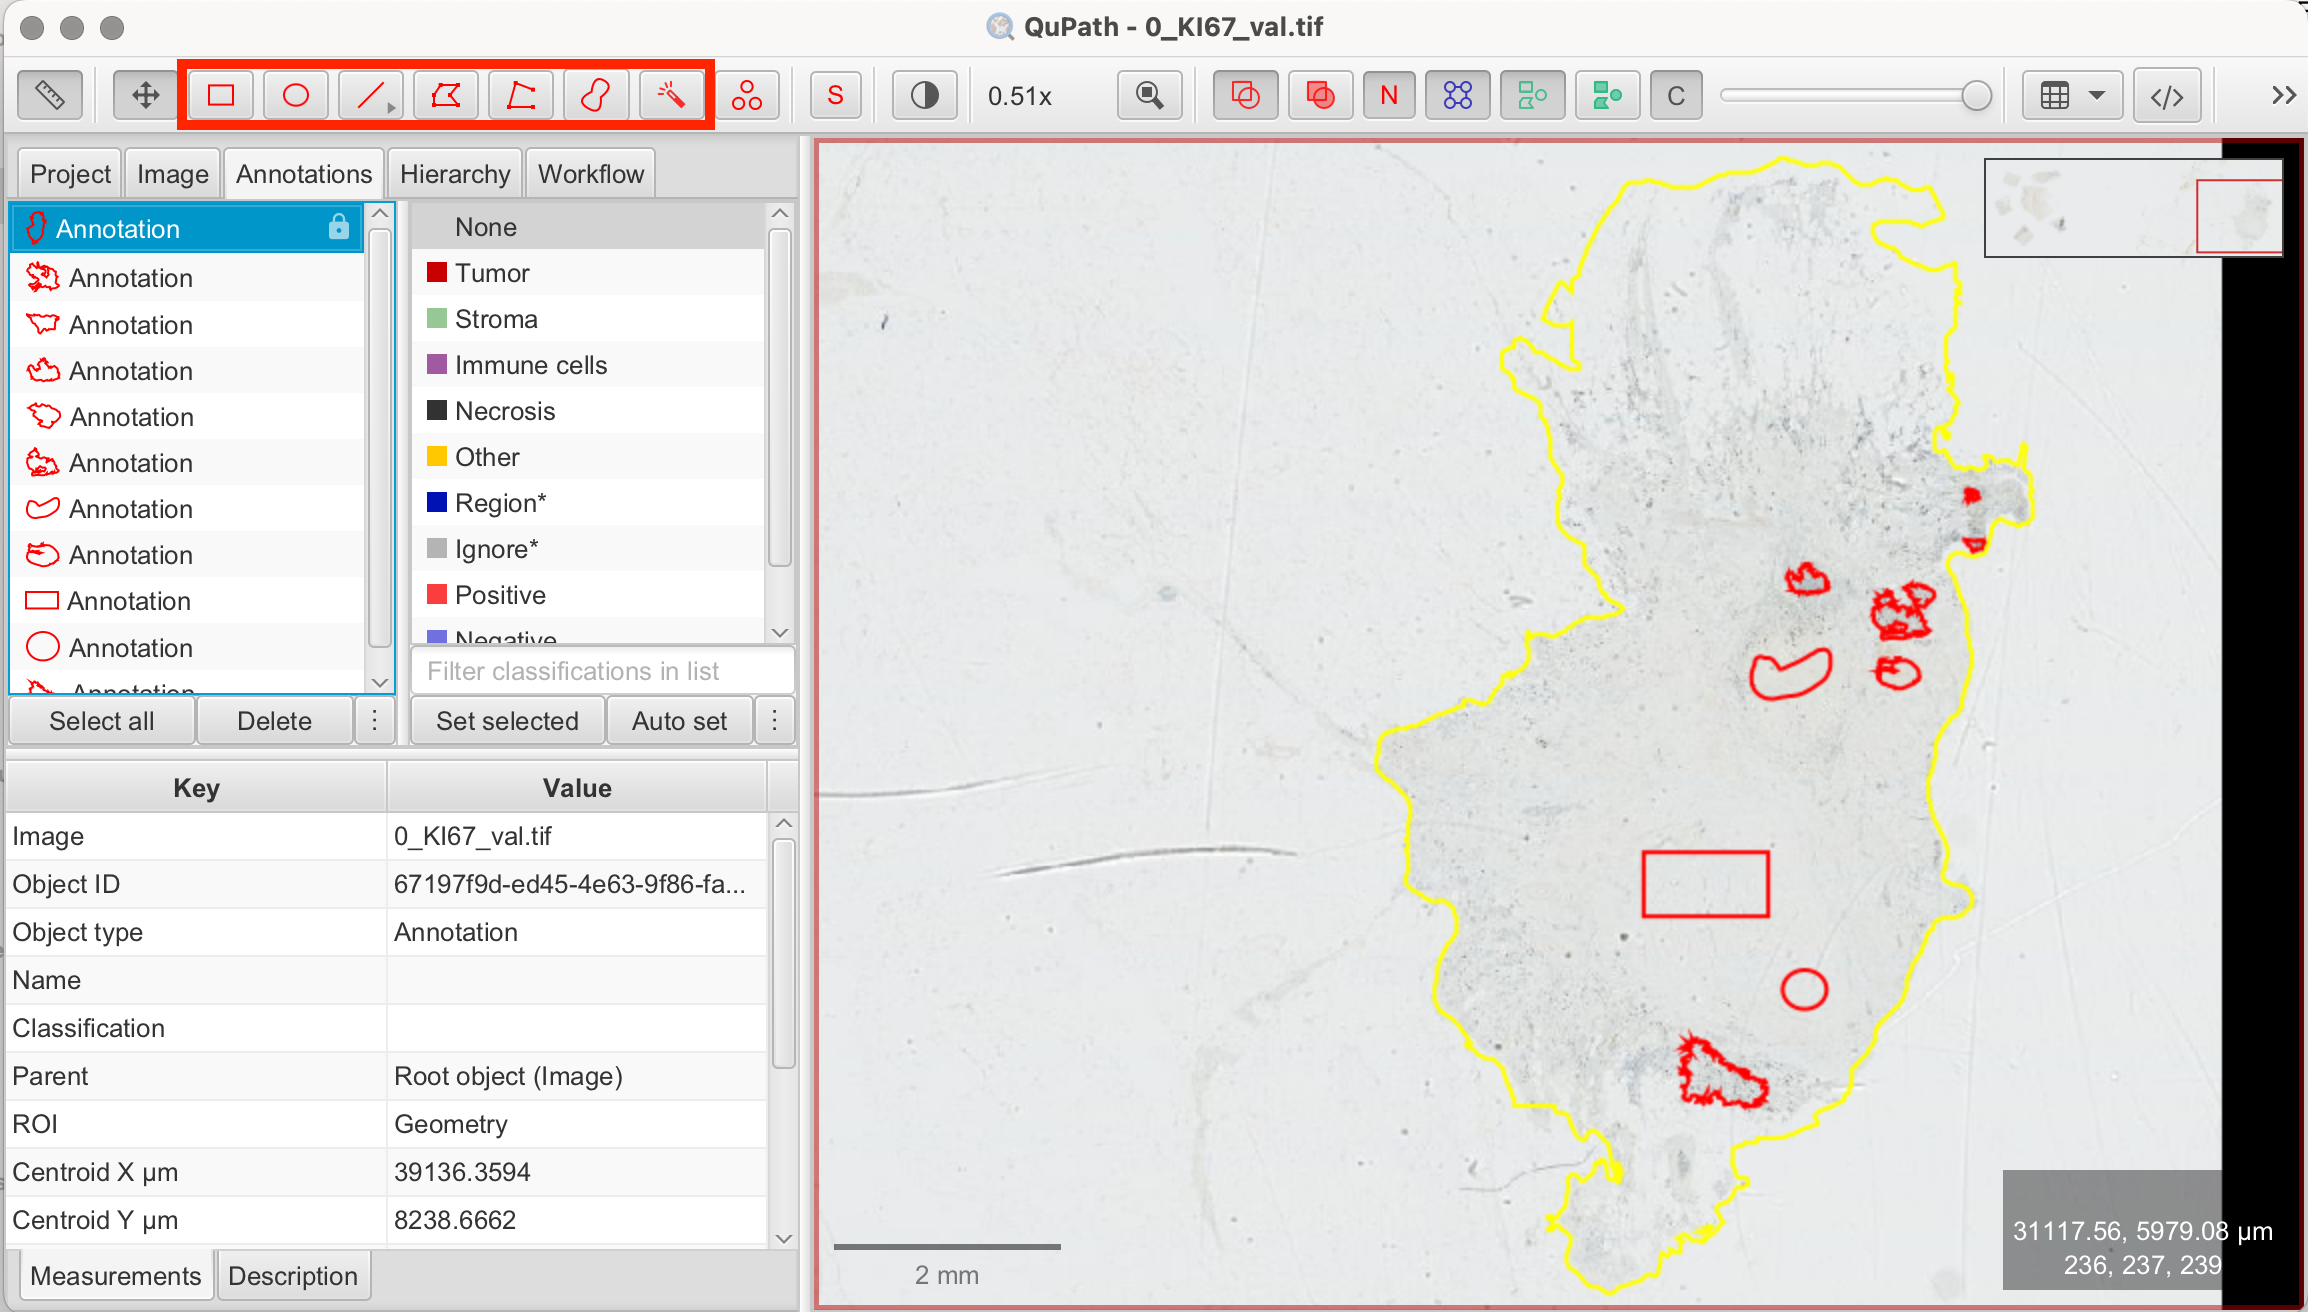 QuPath - 0_KI67_val.tif
S
0.51x
N
C
</>
Project Image Annotations Hierarchy Workflow
Annotation
Annotation
Annotation
Annotation
Annotation
Annotation
Annotation
Annotation
Annotation
Annotation
Annotation
None
Tumor
Stroma
Immune cells
Necrosis
Other
Region*
Ignore*
Positive
Negative
Filter classifications in list
Select all Delete
Set selected Auto set
Key Value
Image 0_KI67_val.tif
Object ID 67197f9d-ed45-4e63-9f86-fa...
Object type Annotation
Name
Classification
Parent Root object (Image)
ROI Geometry
Centroid X µm 39136.3594
Centroid Y µm 8238.6662
Measurements Description
2 mm
31117.56, 5979.08 µm
236, 237, 239